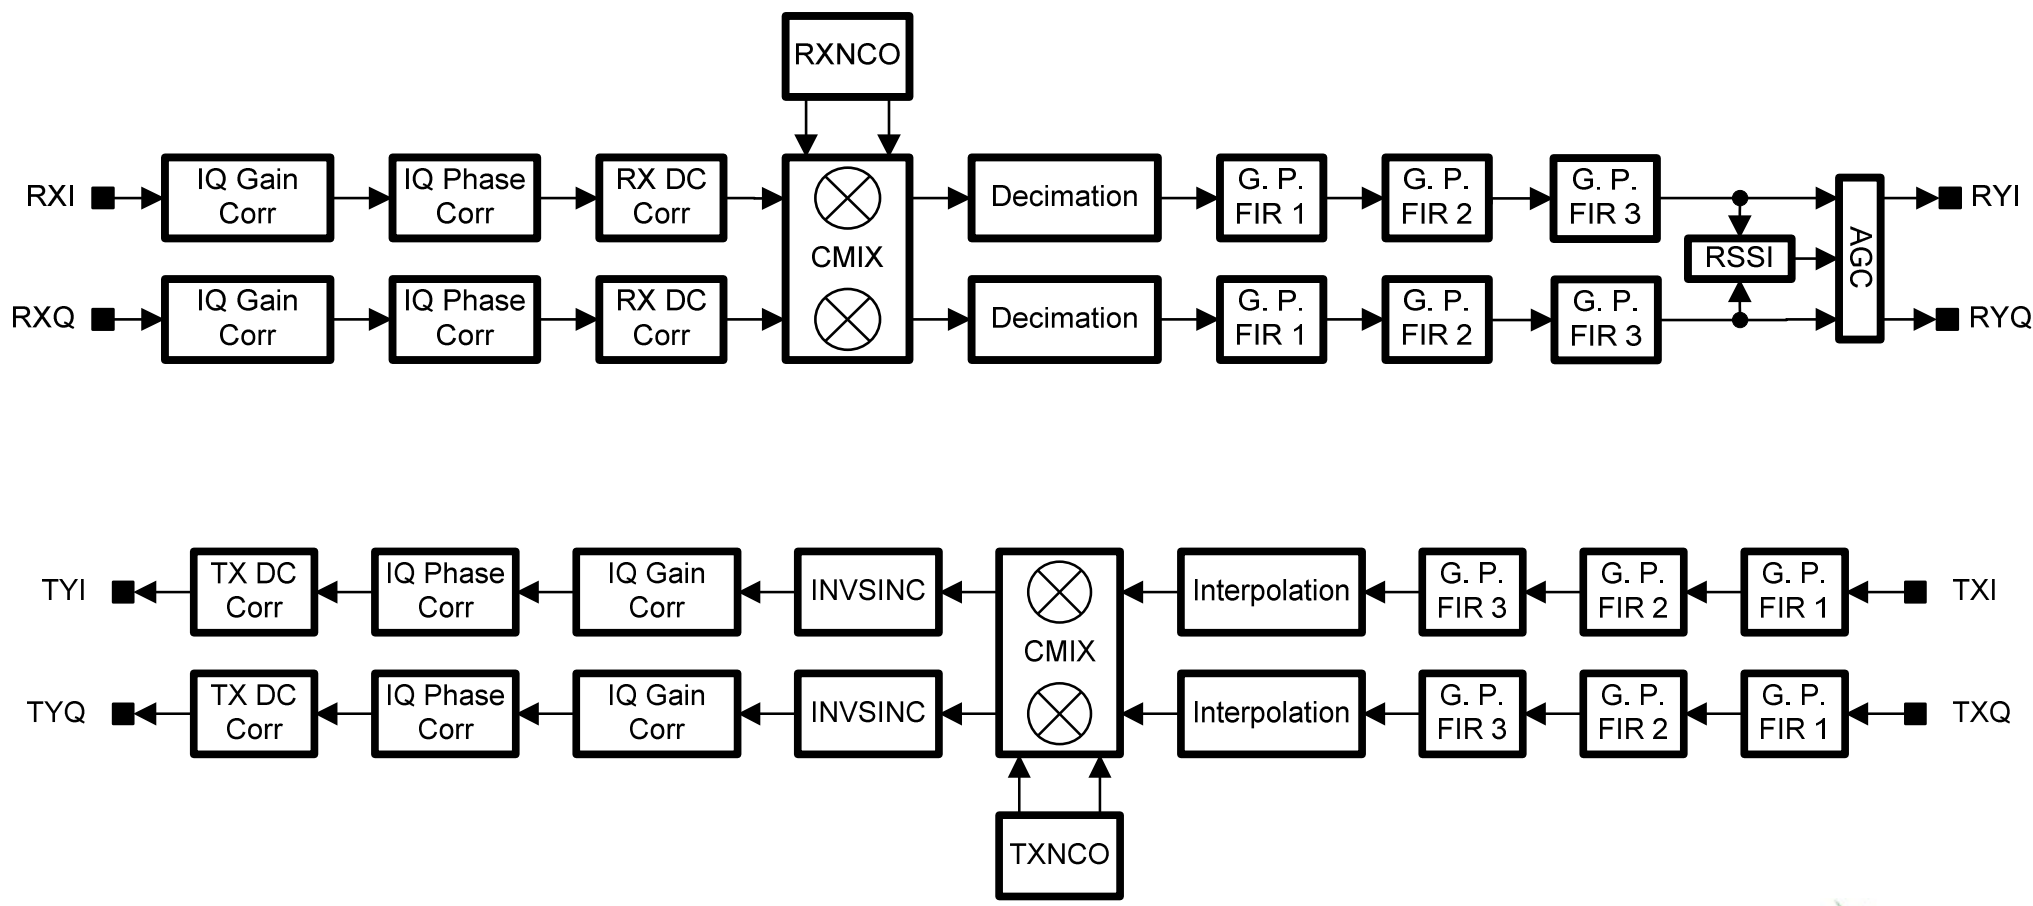 RXNCO
RXI
IQ Gain
Corr
IQ Phase
Corr
RX DC
Corr
Decimation
G. P.
FIR 1
G. P.
FIR 2
G. P.
FIR 3
RYI
CMIX
RSSI
AGC
RXQ
IQ Gain
Corr
IQ Phase
Corr
RX DC
Corr
Decimation
G. P.
FIR 1
G. P.
FIR 2
G. P.
FIR 3
RYQ
TYI
TX DC
Corr
IQ Phase
Corr
IQ Gain
Corr
INVSINC
Interpolation
G. P.
FIR 3
G. P.
FIR 2
G. P.
FIR 1
TXI
CMIX
TYQ
TX DC
Corr
IQ Phase
Corr
IQ Gain
Corr
INVSINC
Interpolation
G. P.
FIR 3
G. P.
FIR 2
G. P.
FIR 1
TXQ
TXNCO